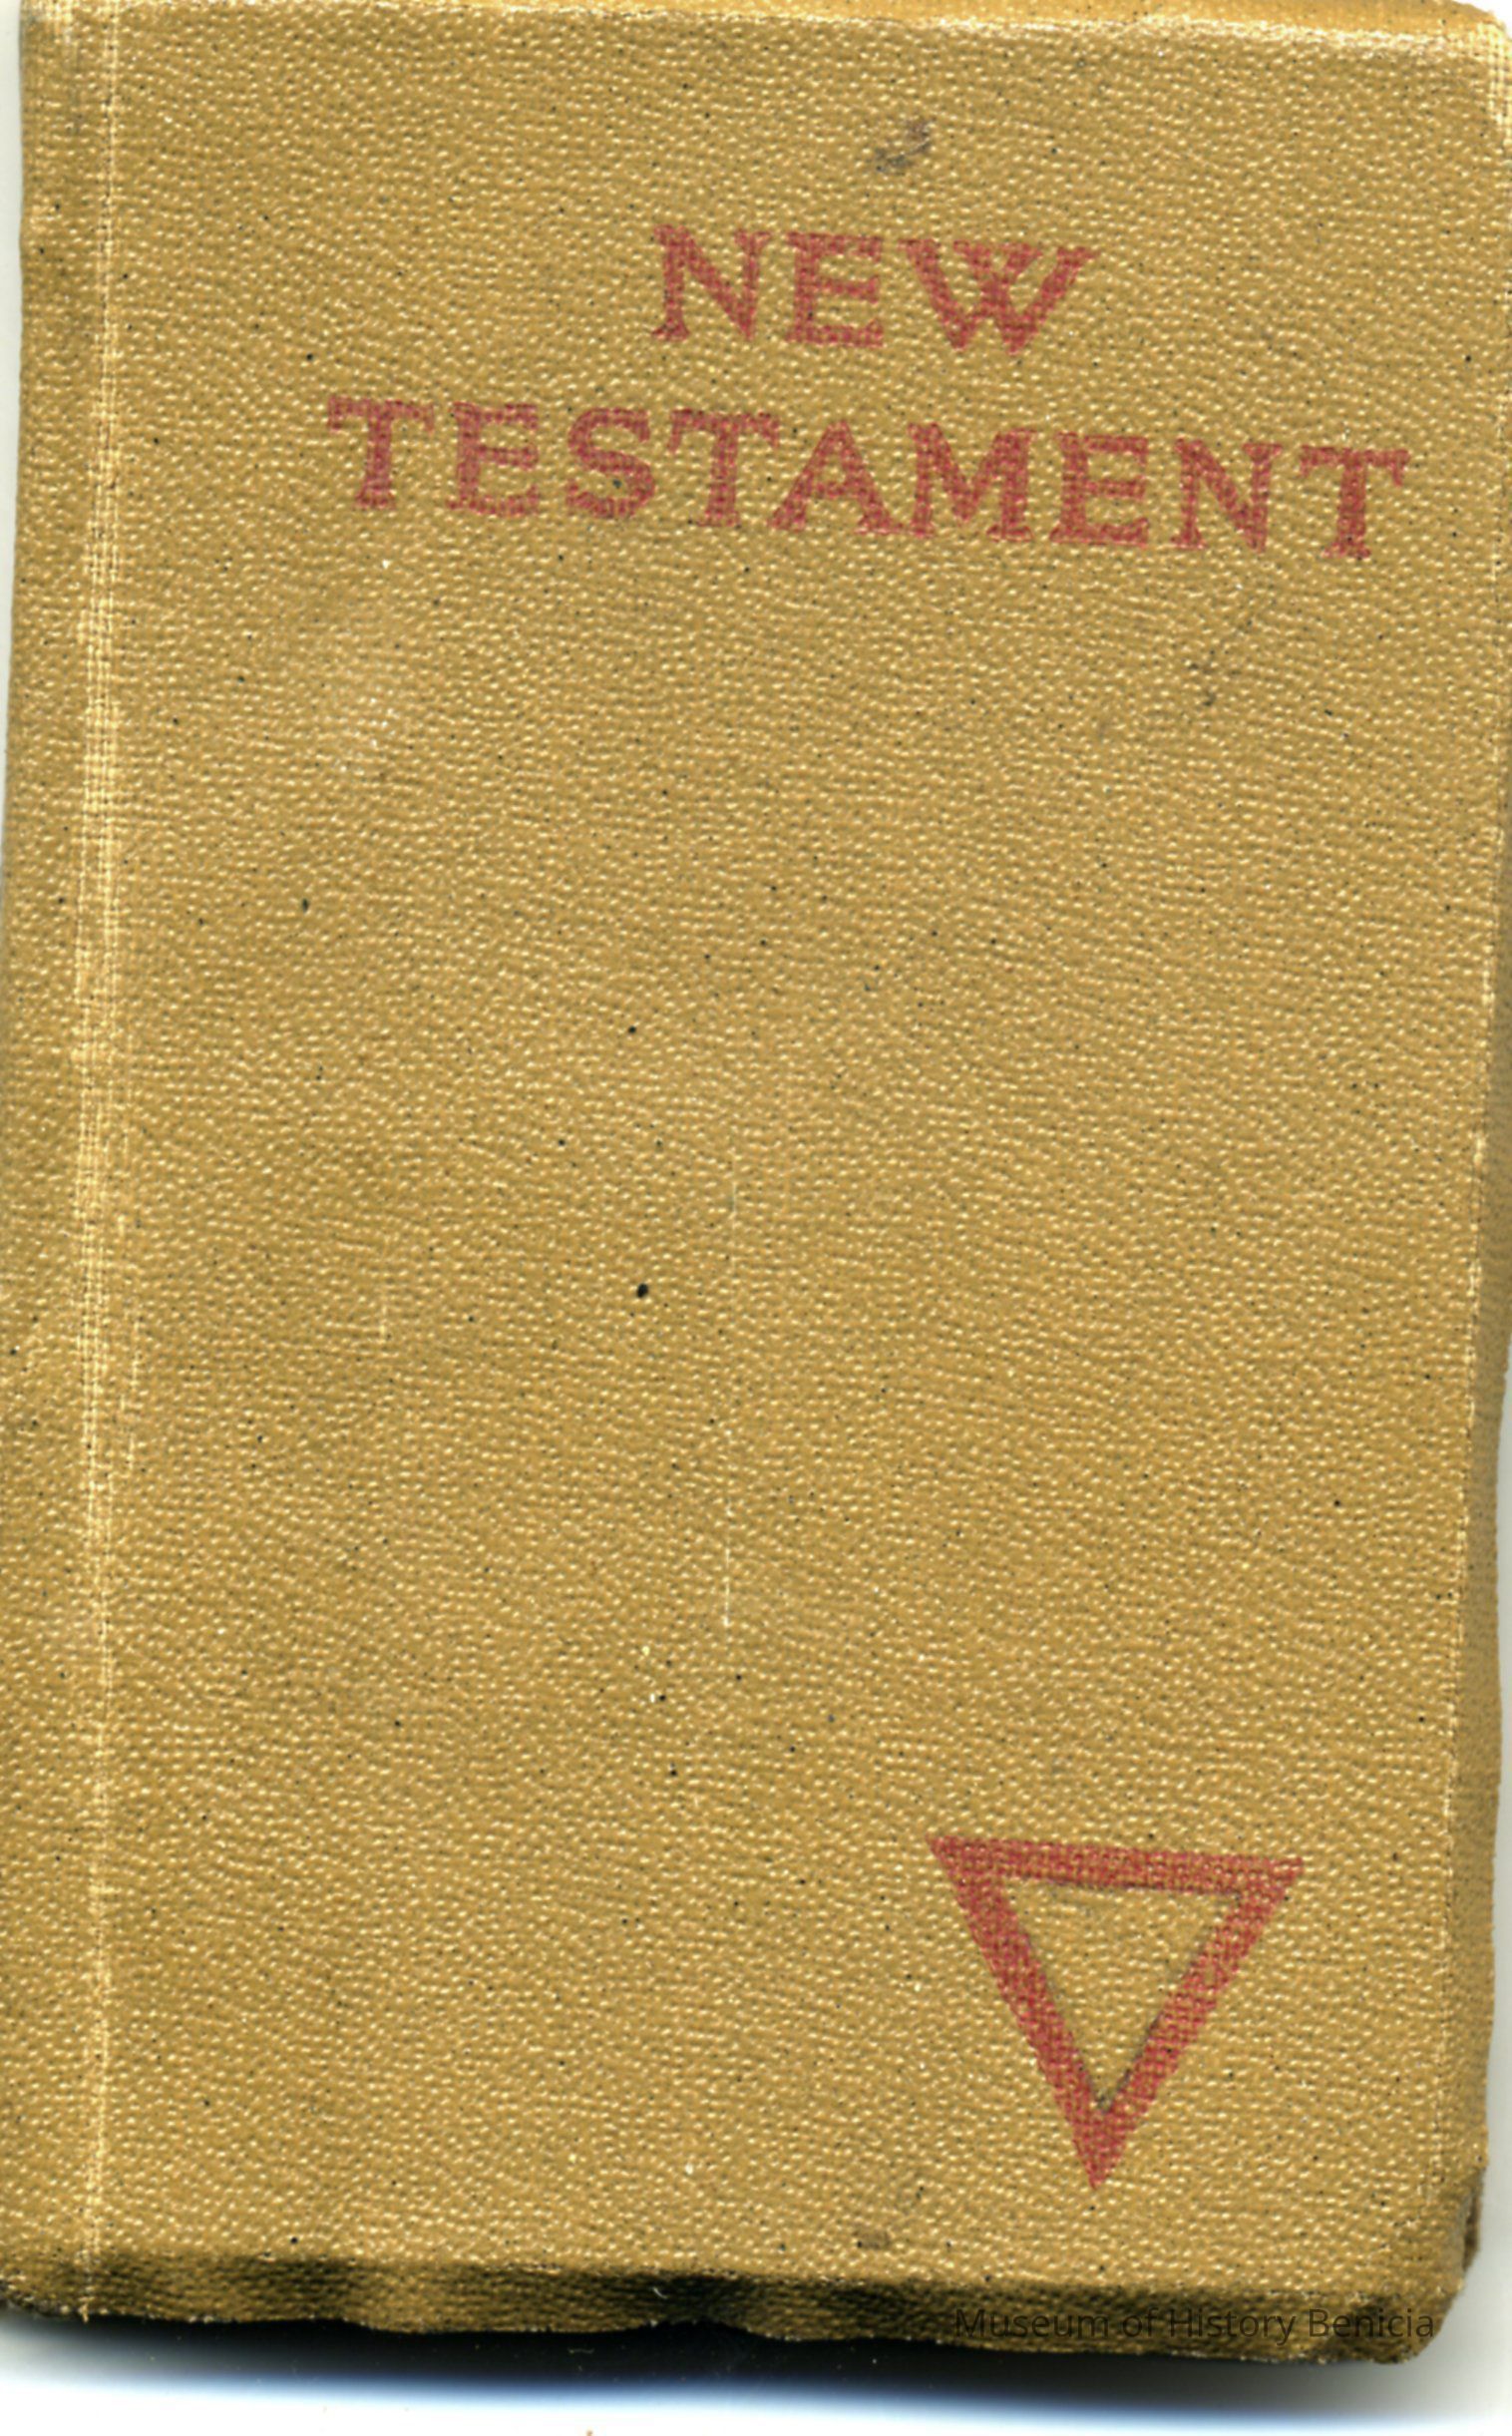 NEW
TESTAMENT
Museum of History Benicia